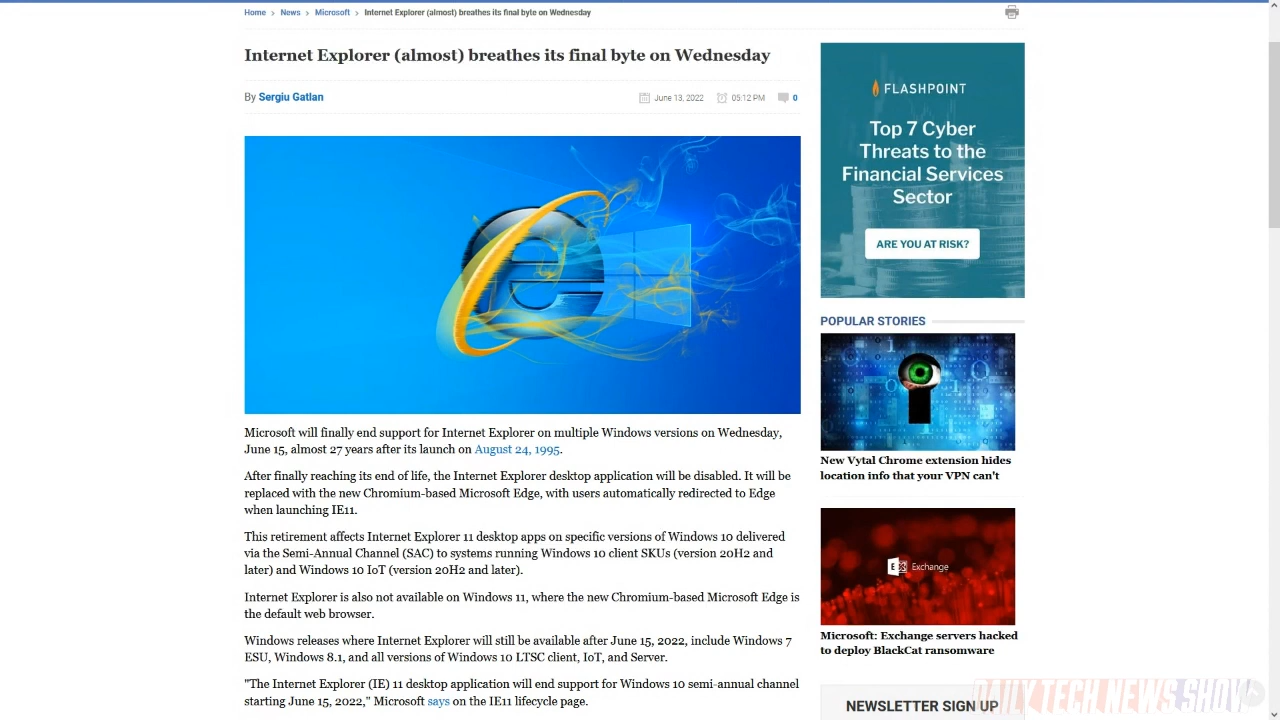 Home > News > Microsoft > Internet Explorer (almost) breathes its final byte on Wednesday
Internet Explorer (almost) breathes its final byte on Wednesday
By Sergiu Gatlan
June 13, 2022
05:12 PM
0
Microsoft will finally end support for Internet Explorer on multiple Windows versions on Wednesday,
June 15, almost 27 years after its launch on August 24, 1995.
After finally reaching its end of life, the Internet Explorer desktop application will be disabled. It will be
replaced with the new Chromium-based Microsoft Edge, with users automatically redirected to Edge
when launching IE11.
This retirement affects Internet Explorer 11 desktop apps on specific versions of Windows 10 delivered
via the Semi-Annual Channel (SAC) to systems running Windows 10 client SKUs (version 20H2 and
later) and Windows 10 IoT (version 20H2 and later).
Internet Explorer is also not available on Windows 11, where the new Chromium-based Microsoft Edge is
the default web browser.
Windows releases where Internet Explorer will still be available after June 15, 2022, include Windows 7
ESU, Windows 8.1, and all versions of Windows 10 LTSC client, IoT, and Server.
"The Internet Explorer (IE) 11 desktop application will end support for Windows 10 semi-annual channel
starting June 15, 2022," Microsoft says on the IE11 lifecycle page.
FLASHPOINT
Top 7 Cyber
Threats to the
Financial Services
Sector
ARE YOU AT RISK?
POPULAR STORIES
New Vytal Chrome extension hides
location info that your VPN can't
Exchange
Microsoft: Exchange servers hacked
to deploy BlackCat ransomware
NEWSLETTER SIGN UP
DAILY TECH NEWS SHOW